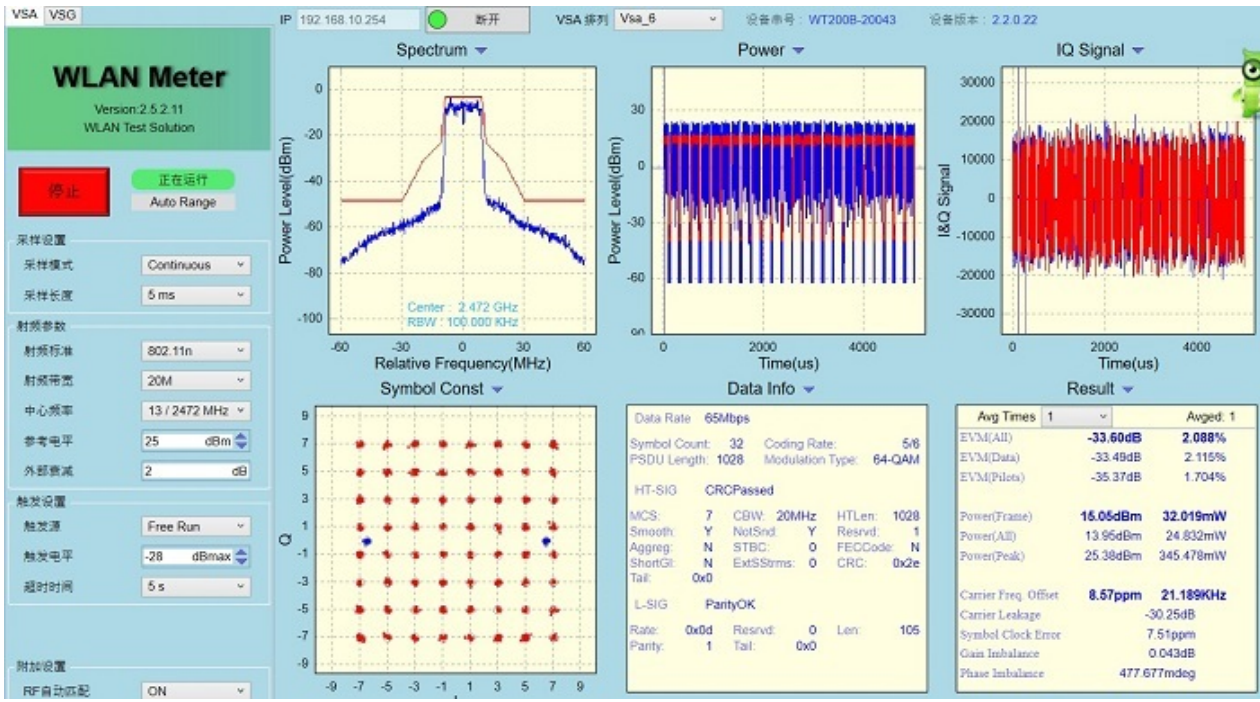 VSA VSG
IP 192.168.10.254 断开 VSA 排列 Vsa_6 设备串号: WT200B-20043 设备版本: 2.2.0.22
WLAN Meter
Version:2.5.2.11
WLAN Test Solution
停止
正在运行
Auto Range
采样设置
采样模式 Continuous
采样长度 5 ms
射频参数
射频标准 802.11n
射频带宽 20M
中心频率 13 / 2472 MHz
参考电平 25 dBm
外部衰减 2 dB
触发设置
触发源 Free Run
触发电平 -28 dBmax
超时时间 5 s
附加设置
RF自动匹配 ON
Spectrum
Power Level(dBm)
0
-20
-40
-60
-80
-100
Center : 2.472 GHz
RBW : 100.000 KHz
-60 -30 0 30 60
Relative Frequency(MHz)
Power
Power Level(dBm)
30
0
-30
-60
0 2000 4000
Time(us)
IQ Signal
I&Q Signal
30000
20000
10000
0
-10000
-20000
-30000
0 2000 4000
Time(us)
Symbol Const
Q
9
7
5
3
1
-1
-3
-5
-7
-9
-9 -7 -5 -3 -1 1 3 5 7 9
Data Info
Data Rate 65Mbps
Symbol Count: 32 Coding Rate: 5/6
PSDU Length: 1028 Modulation Type: 64-QAM
HT-SIG CRCPassed
MCS: 7 CBW: 20MHz HTLen: 1028
Smooth: Y NotSnd: Y Resrvd: 1
Aggreg: N STBC: 0 FECCode: N
ShortGI: N ExtSStrms: 0 CRC: 0x2e
Tail: 0x0
L-SIG ParityOK
Rate: 0x0d Resrvd: 0 Len: 105
Parity: 1 Tail: 0x0
Result
Avg Times 1 Avged: 1
EVM(All) -33.60dB 2.088%
EVM(Data) -33.49dB 2.115%
EVM(Pilots) -35.37dB 1.704%
Power(Frame) 15.05dBm 32.019mW
Power(All) 13.95dBm 24.832mW
Power(Peak) 25.38dBm 345.478mW
Carrier Freq. Offset 8.57ppm 21.189KHz
Carrier Leakage -30.25dB
Symbol Clock Error 7.51ppm
Gain Imbalance 0.043dB
Phase Imbalance 477.677mdeg